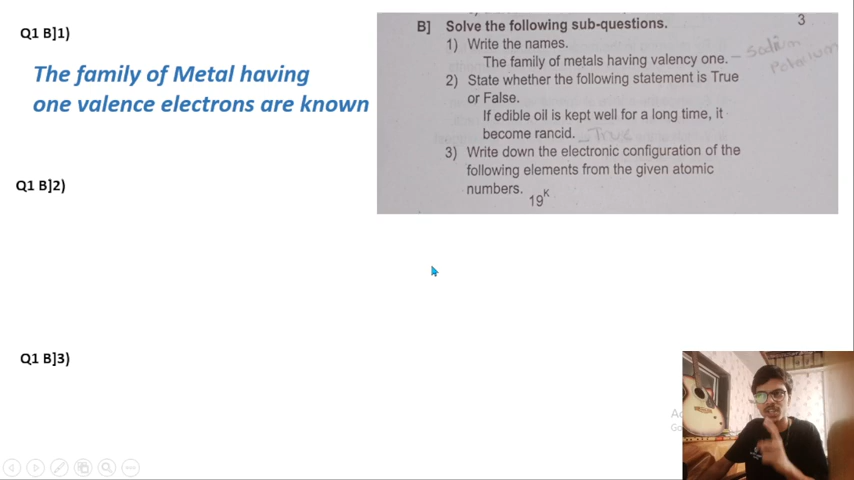 Q1 B]1)
The family of Metal having
one valence electrons are known
Q1 B]2)
Q1 B]3)
B] Solve the following sub-questions. 3
1) Write the names.
The family of metals having valency one. – Sodium
Potasium
2) State whether the following statement is True
or False.
If edible oil is kept well for a long time, it
become rancid. – True
3) Write down the electronic configuration of the
following elements from the given atomic
numbers.
19K